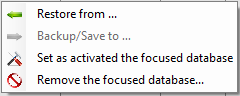 Restore from ...
Backup/Save to ...
Set as activated the focused database
Remove the focused database...